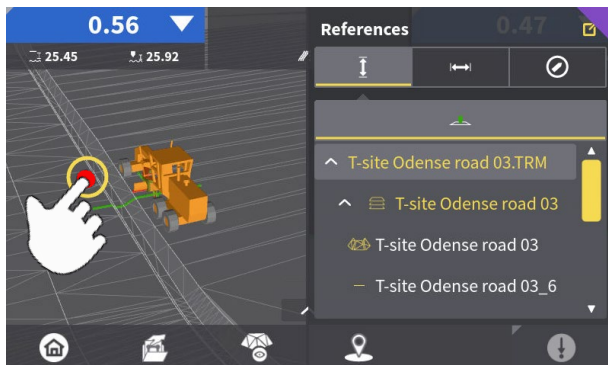 0.56
25.45 25.92
References 0.47
T-site Odense road 03.TRM
T-site Odense road 03
T-site Odense road 03
T-site Odense road 03_6